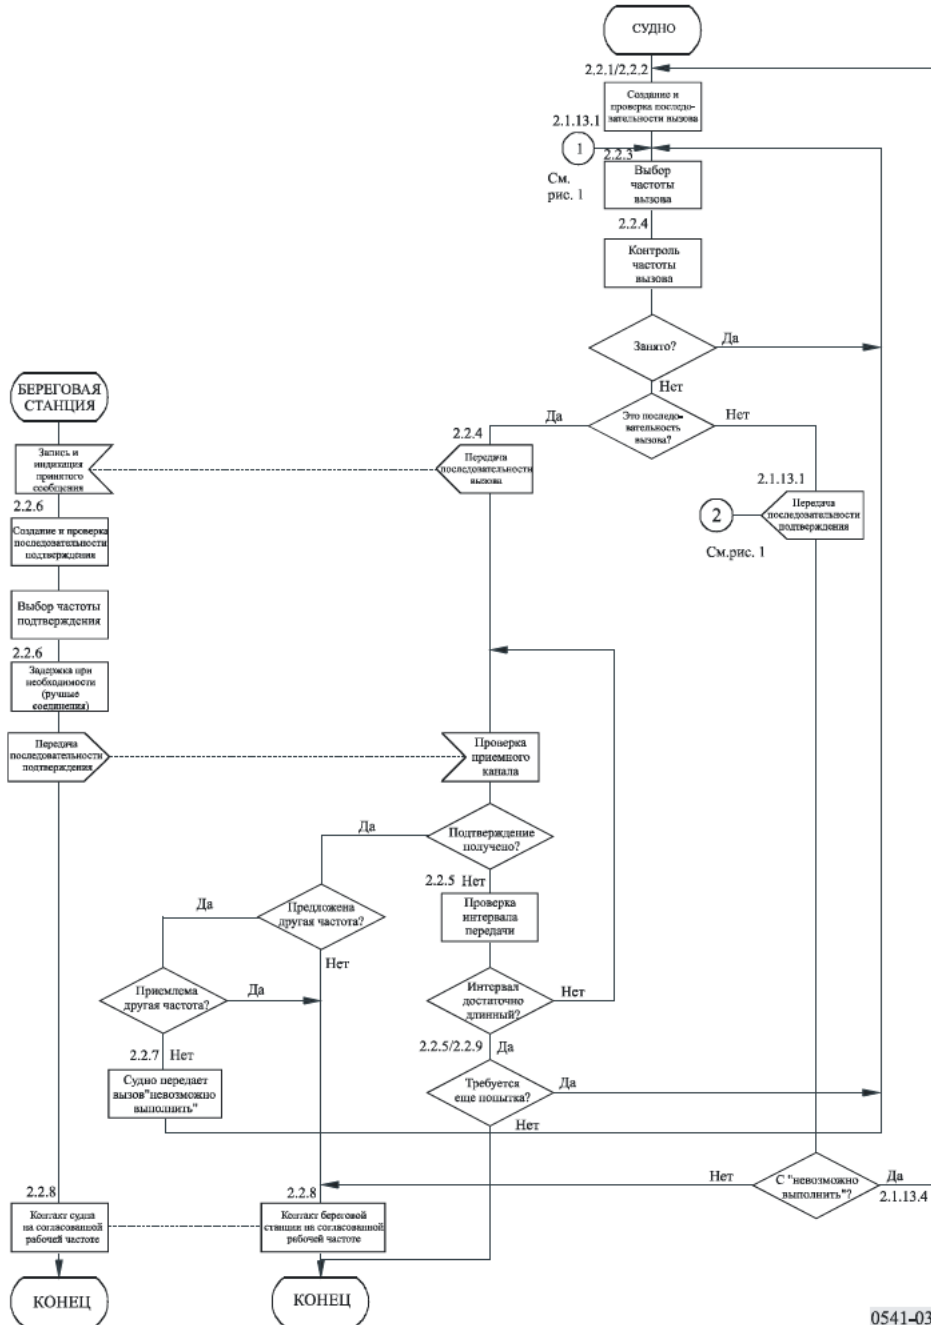 СУДНО
2.2.1/2.2.2
Создание и
проверка последо-
вательности вызова
2.1.13.1
1
2.2.3
См.
рис. 1
Выбор
частоты
вызова
2.2.4
Контроль
частоты
вызова
Занято?
Да
Нет
Это последо-
вательность
вызова?
Да
Нет
БЕРЕГОВАЯ
СТАНЦИЯ
Запись и
индикация
принятого
сообщения
2.2.4
Передача
последовательности
вызова
2.1.13.1
Передача
последовательности
подтверждения
2
См.рис. 1
2.2.6
Создание и проверка
последовательности
подтверждения
Выбор частоты
подтверждения
2.2.6
Задержка при
необходимости
(ручные
соединения)
Передача
последовательности
подтверждения
Проверка
приемного
канала
Подтверждение
получено?
Да
2.2.5 Нет
Предложена
другая частота?
Да
Нет
Проверка
интервала
передачи
Приемлема
другая частота?
Да
Интервал
достаточно
длинный?
Нет
2.2.7 Нет
2.2.5/2.2.9 Да
Судно передает
вызов"невозможно
выполнить"
Требуется
еще попытка?
Да
Нет
С "невозможно
выполнить"?
Нет
Да
2.1.13.4
2.2.8
Контакт судна
на согласованной
рабочей частоте
2.2.8
Контакт береговой
станции на согласованной
рабочей частоте
КОНЕЦ
КОНЕЦ
0541-03